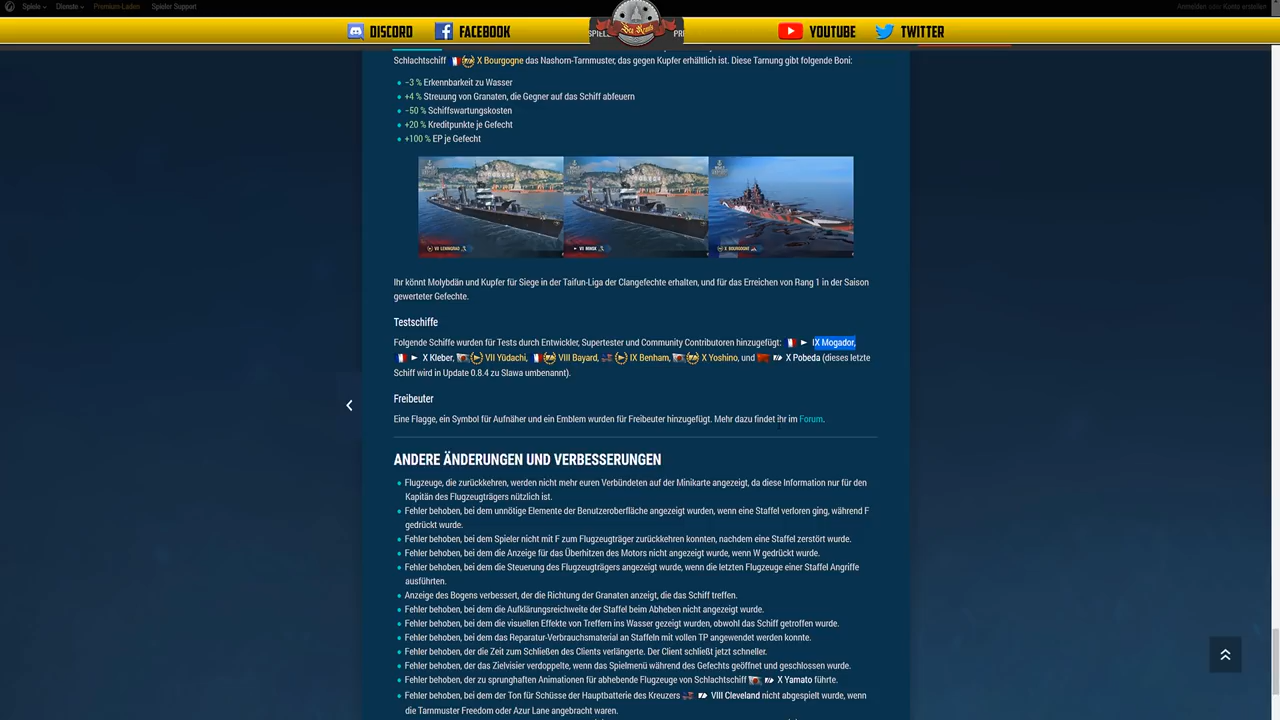 Spiele Dienste Premium-Laden Spieler Support Anmelden oder Konto erstellen
DISCORD FACEBOOK SPIELE PRE YOUTUBE TWITTER
Schlachtschiff X Bourgogne das Nashorn-Tarnmuster, das gegen Kupfer erhältlich ist. Diese Tarnung gibt folgende Boni:
−3 % Erkennbarkeit zu Wasser
+4 % Streuung von Granaten, die Gegner auf das Schiff abfeuern
−50 % Schiffswartungskosten
+20 % Kreditpunkte je Gefecht
+100 % EP je Gefecht
VII LENINGRAD VII MINSK X BOURGOGNE
Ihr könnt Molybdän und Kupfer für Siege in der Taifun-Liga der Clangefechte erhalten, und für das Erreichen von Rang 1 in der Saison
gewerteter Gefechte.
Testschiffe
Folgende Schiffe wurden für Tests durch Entwickler, Supertester und Community Contributoren hinzugefügt: IX Mogador,
X Kleber, VII Yūdachi, VIII Bayard, IX Benham, X Yoshino, und X Pobeda (dieses letzte
Schiff wird in Update 0.8.4 zu Slawa umbenannt).
Freibeuter
Eine Flagge, ein Symbol für Aufnäher und ein Emblem wurden für Freibeuter hinzugefügt. Mehr dazu findet ihr im Forum.
ANDERE ÄNDERUNGEN UND VERBESSERUNGEN
Flugzeuge, die zurückkehren, werden nicht mehr euren Verbündeten auf der Minikarte angezeigt, da diese Information nur für den
Kapitän des Flugzeugträgers nützlich ist.
Fehler behoben, bei dem unnötige Elemente der Benutzeroberfläche angezeigt wurden, wenn eine Staffel verloren ging, während F
gedrückt wurde.
Fehler behoben, bei dem Spieler nicht mit F zum Flugzeugträger zurückkehren konnten, nachdem eine Staffel zerstört wurde.
Fehler behoben, bei dem die Anzeige für das Überhitzen des Motors nicht angezeigt wurde, wenn W gedrückt wurde.
Fehler behoben, bei dem die Steuerung des Flugzeugträgers angezeigt wurde, wenn die letzten Flugzeuge einer Staffel Angriffe
ausführten.
Anzeige des Bogens verbessert, der die Richtung der Granaten anzeigt, die das Schiff treffen.
Fehler behoben, bei dem die Aufklärungsreichweite der Staffel beim Abheben nicht angezeigt wurde.
Fehler behoben, bei dem die visuellen Effekte von Treffern ins Wasser gezeigt wurden, obwohl das Schiff getroffen wurde.
Fehler behoben, bei dem das Reparatur-Verbrauchsmaterial an Staffeln mit vollen TP angewendet werden konnte.
Fehler behoben, der die Zeit zum Schließen des Clients verlängerte. Der Client schließt jetzt schneller.
Fehler behoben, der das Zielvisier verdoppelte, wenn das Spielmenü während des Gefechts geöffnet und geschlossen wurde.
Fehler behoben, der zu sprunghaften Animationen für abhebende Flugzeuge von Schlachtschiff X Yamato führte.
Fehler behoben, bei dem der Ton für Schüsse der Hauptbatterie des Kreuzers VIII Cleveland nicht abgespielt wurde, wenn
die Tarnmuster Freedom oder Azur Lane angebracht waren.